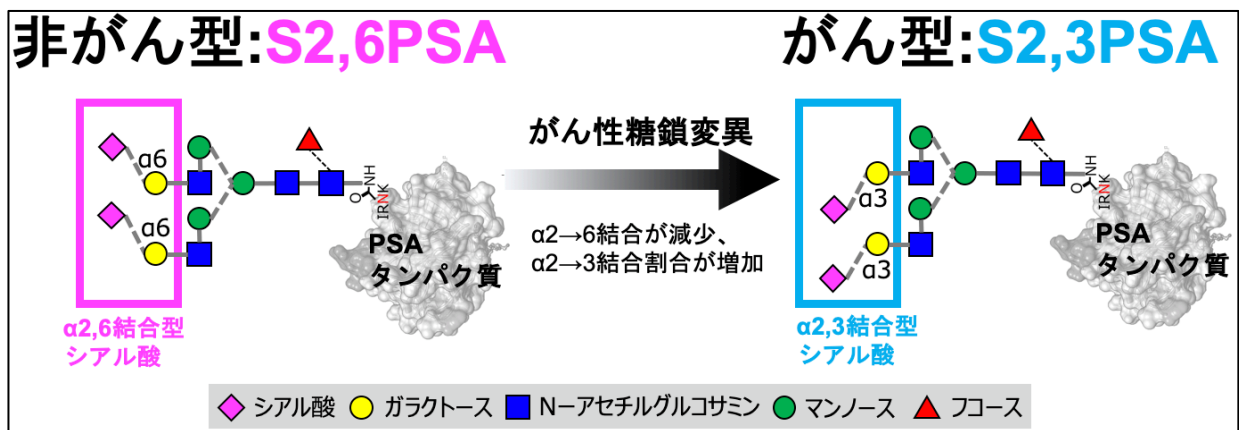 非がん型:S2,6PSA
がん型:S2,3PSA
α6
α6
O
NH
IRNK
PSA
タンパク質
α2,6結合型
シアル酸
がん性糖鎖変異
α2→6結合が減少、
α2→3結合割合が増加
α3
α3
O
NH
IRNK
PSA
タンパク質
α2,3結合型
シアル酸
シアル酸 ガラクトース N－アセチルグルコサミン マンノース フコース